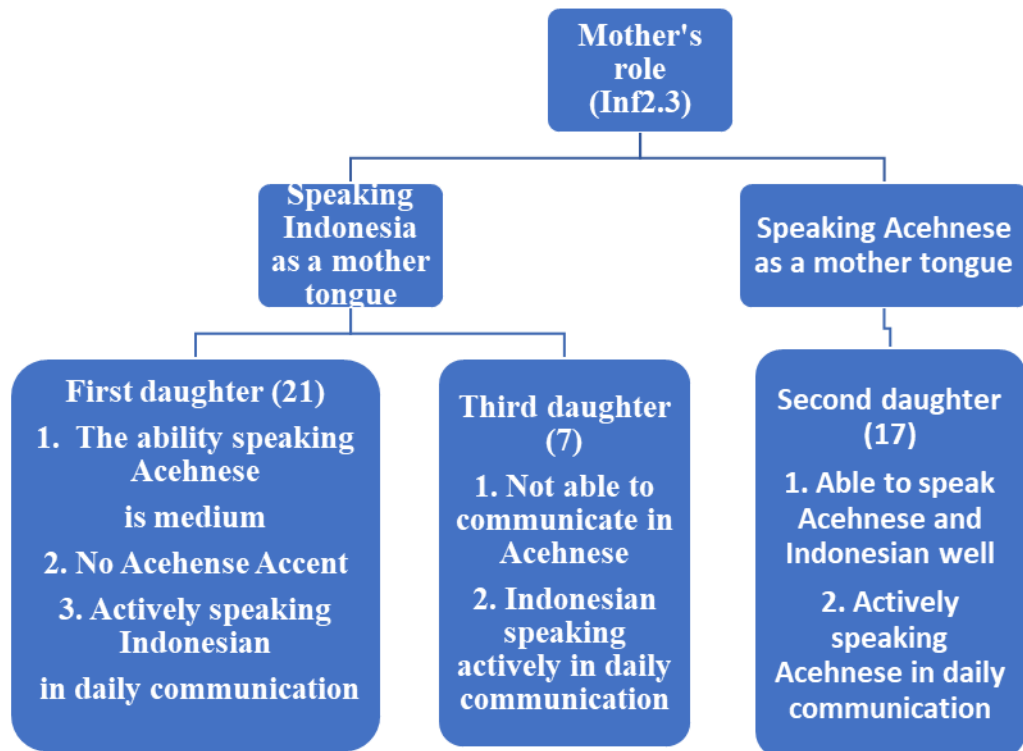 Mother's
role
(Inf2.3)
Speaking
Indonesia
as a mother
tongue
Speaking Acehnese
as a mother tongue
First daughter (21)
1. The ability speaking
Acehnese
is medium
2. No Acehense Accent
3. Actively speaking
Indonesian
in daily communication
Third daughter
(7)
1. Not able to
communicate in
Acehnese
2. Indonesian
speaking
actively in daily
communication
Second daughter
(17)
1. Able to speak
Acehnese and
Indonesian well
2. Actively
speaking
Acehnese in daily
communication